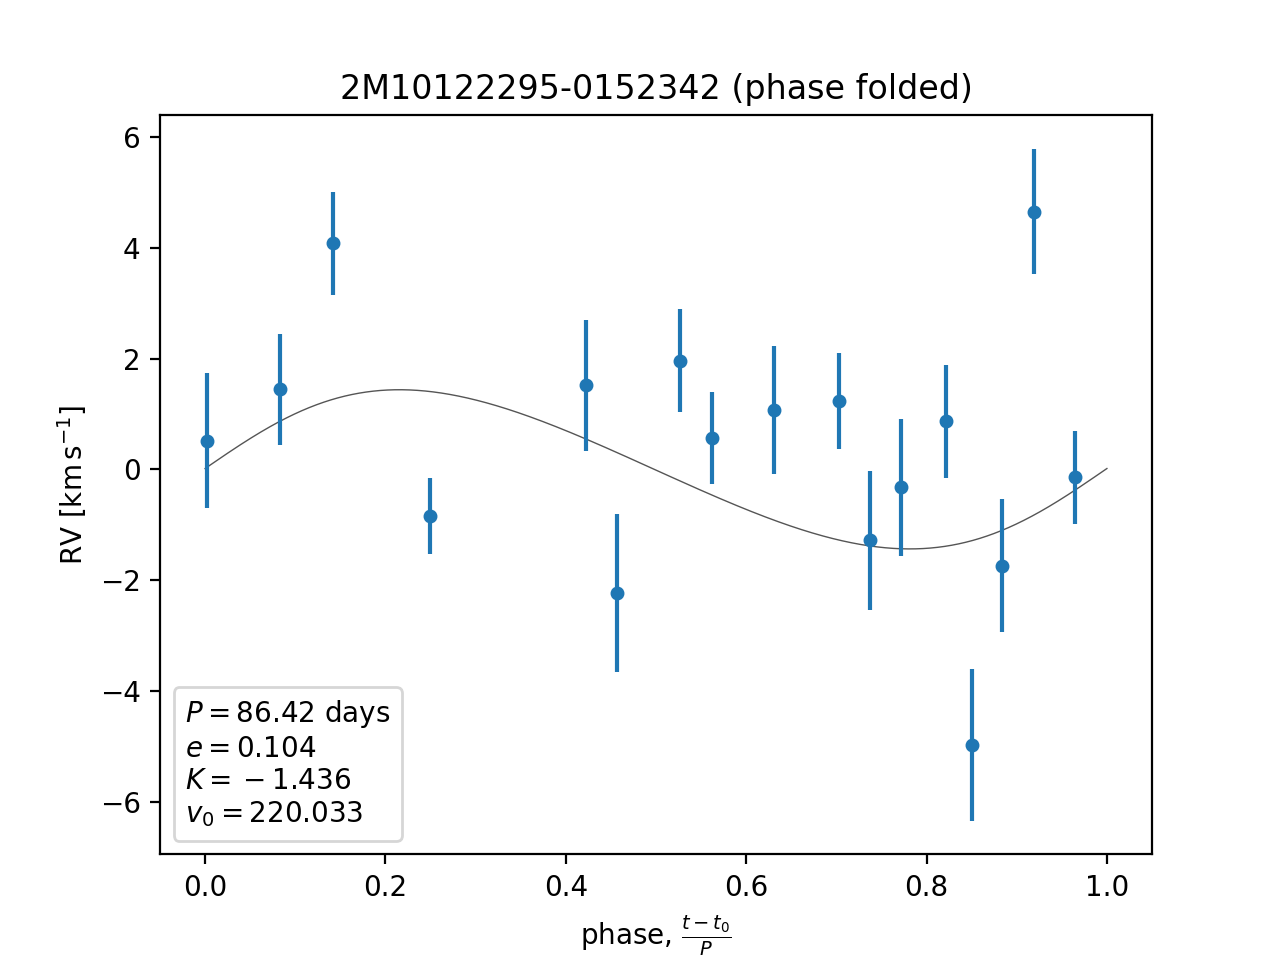 2M10122295-0152342 (phase folded)
6
4
2
0
−2
−4
−6
RV [km s⁻¹]
P = 86.42 days
e = 0.104
K = −1.436
v₀ = 220.033
0.0 0.2 0.4 0.6 0.8 1.0
phase, (t − t₀)/P